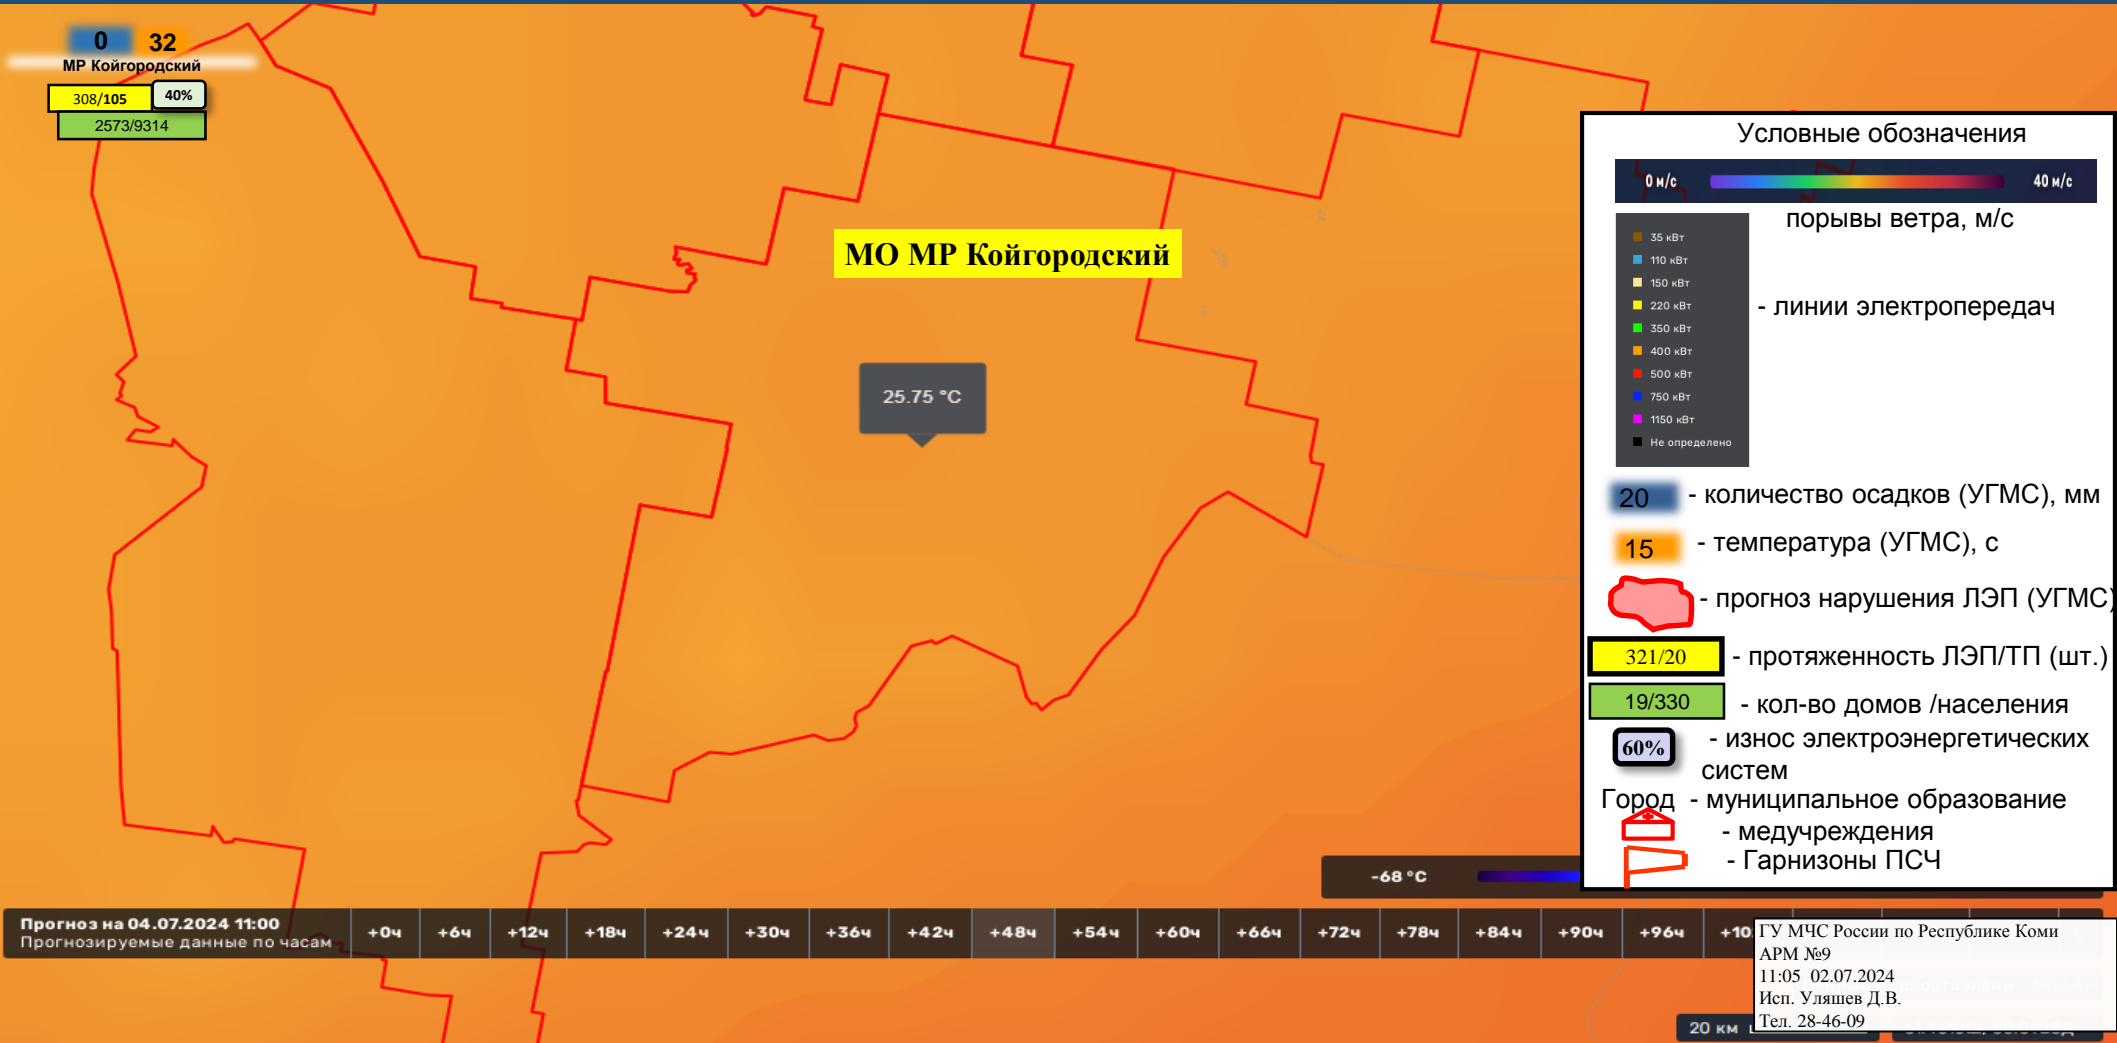 0 32
МР Койгородский
308/105 40%
2573/9314
МО МР Койгородский
25.75 °C
Условные обозначения
0 м/с 40 м/с
порывы ветра, м/с
35 кВт
110 кВт
150 кВт
220 кВт
350 кВт
400 кВт
500 кВт
750 кВт
1150 кВт
Не определено
- линии электропередач
20 - количество осадков (УГМС), мм
15 - температура (УГМС), с
- прогноз нарушения ЛЭП (УГМС)
321/20 - протяженность ЛЭП/ТП (шт.)
19/330 - кол-во домов /населения
60% - износ электроэнергетических
систем
Город - муниципальное образование
- медучреждения
- Гарнизоны ПСЧ
-68 °C
Прогноз на 04.07.2024 11:00
Прогнозируемые данные по часам
+0ч +6ч +12ч +18ч +24ч +30ч +36ч +42ч +48ч +54ч +60ч +66ч +72ч +78ч +84ч +90ч +96ч +10
ГУ МЧС России по Республике Коми
АРМ №9
11:05 02.07.2024
Исп. Уляшев Д.В.
Тел. 28-46-09
20 км